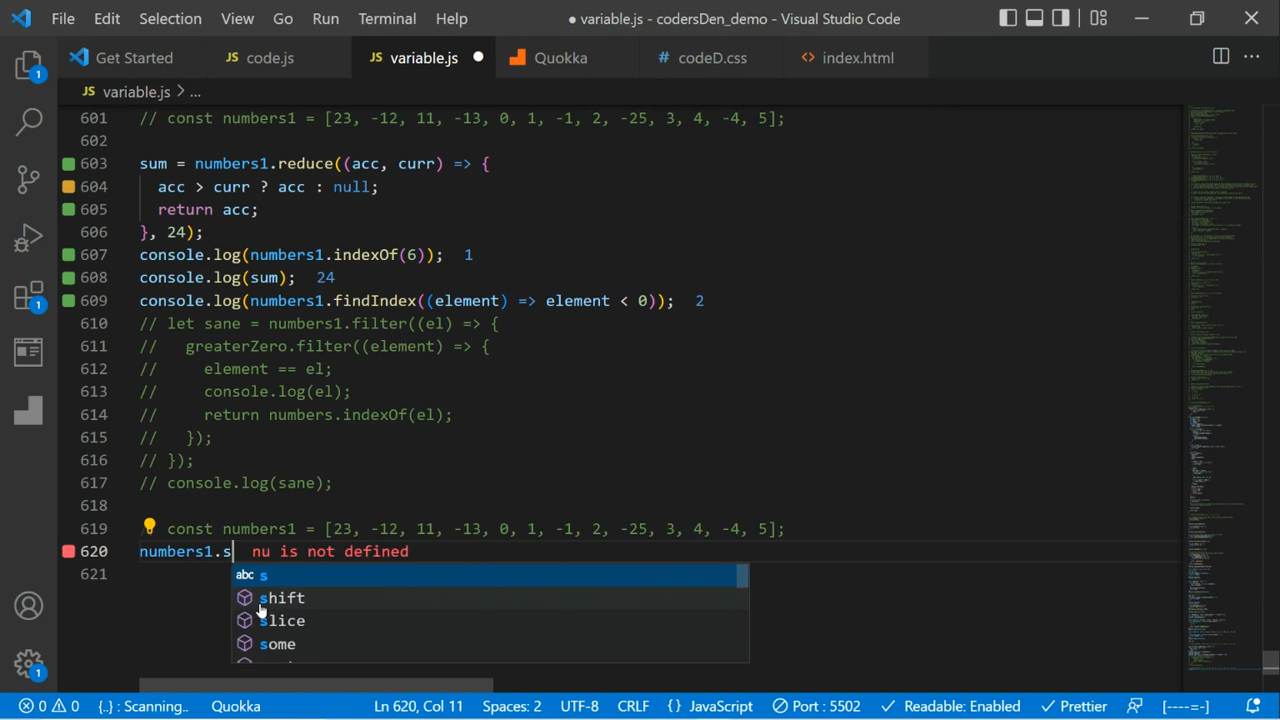 File Edit Selection View Go Run Terminal Help ● variable.js - codersDen_demo - Visual Studio Code
Get Started JS code.js JS variable.js Quokka # codeD.css <> index.html ...
JS variable.js > ...
601 // const numbers1 = [23, -12, 11, -13, 0, 1, -1, 2, -25, 3, 4, -4, 5];
602
603 sum = numbers1.reduce((acc, curr) => {
604 acc > curr ? acc : null;
605 return acc;
606 }, 24);
607 console.log(numbers1.indexOf(6)); 1
608 console.log(sum); 24
609 console.log(numbers1.findIndex((element) => element < 0)); 2
610 // let sane = numbers1.filter((el) => {
611 // greaterZero.filter((element) => {
612 // element == el;
613 // console.log(el);
614 // return numbers.indexOf(el);
615 // });
616 // });
617 // console.log(sane);
618
619 const numbers1 = [23, -12, 11, -13, 0, 1, -1, 2, -25, 3, 4, -4, 5];
620 numbers1.s nu is not defined
621
abc s
shift
slice
some
1
1
1
0 0 {..} : Scanning.. Quokka Ln 620, Col 11 Spaces: 2 UTF-8 CRLF {} JavaScript Port : 5502 Readable: Enabled Prettier [----=-]